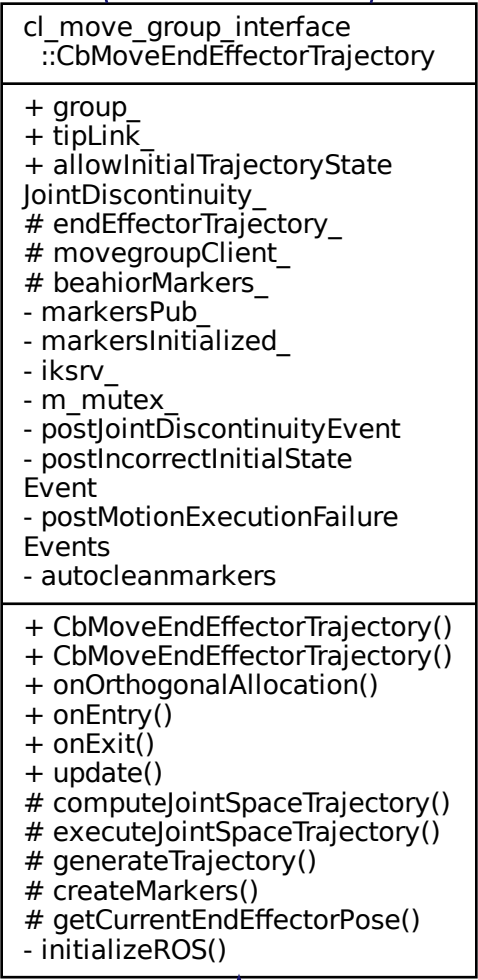 cl_move_group_interface
::CbMoveEndEffectorTrajectory
+ group_
+ tipLink_
+ allowInitialTrajectoryState
JointDiscontinuity_
# endEffectorTrajectory_
# movegroupClient_
# beahiorMarkers_
- markersPub_
- markersInitialized_
- iksrv_
- m_mutex_
- postJointDiscontinuityEvent
- postIncorrectInitialState
Event
- postMotionExecutionFailure
Events
- autocleanmarkers
+ CbMoveEndEffectorTrajectory()
+ CbMoveEndEffectorTrajectory()
+ onOrthogonalAllocation()
+ onEntry()
+ onExit()
+ update()
# computeJointSpaceTrajectory()
# executeJointSpaceTrajectory()
# generateTrajectory()
# createMarkers()
# getCurrentEndEffectorPose()
- initializeROS()